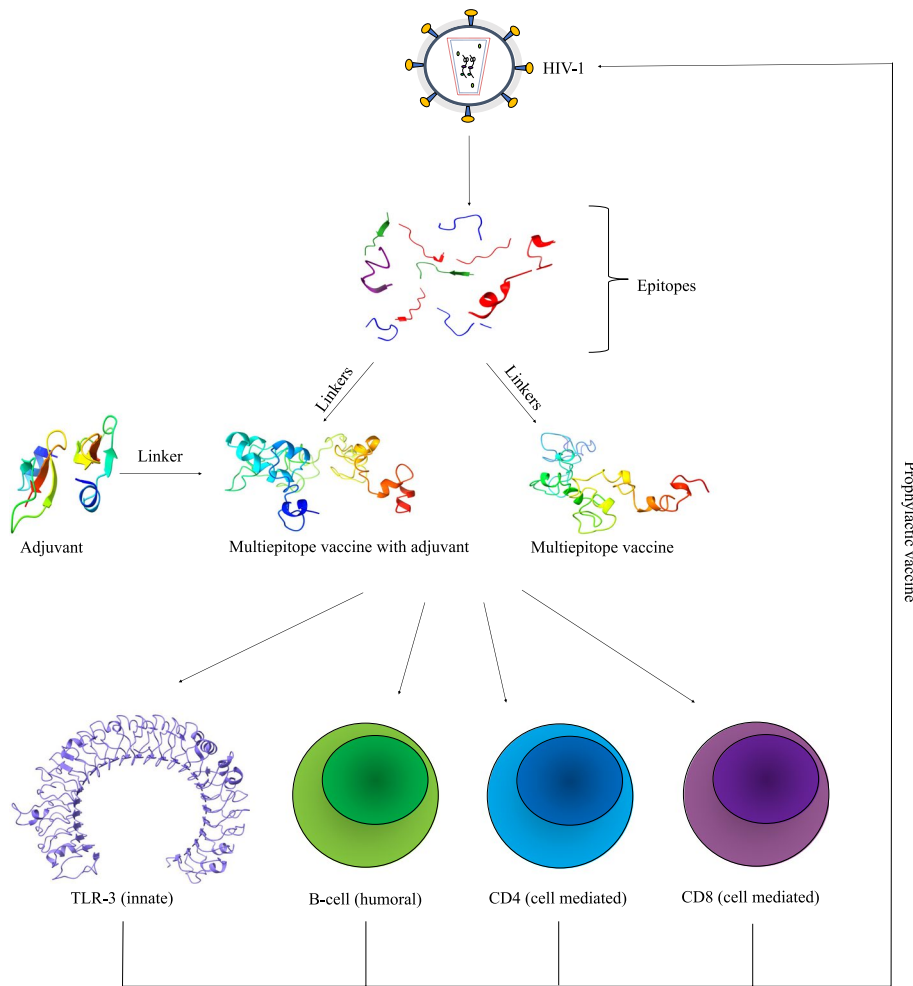 HIV-1
Epitopes
Linkers
Linkers
Linker
Adjuvant
Multiepitope vaccine with adjuvant
Multiepitope vaccine
Prophylactic vaccine
TLR-3 (innate)
B-cell (humoral)
CD4 (cell mediated)
CD8 (cell mediated)